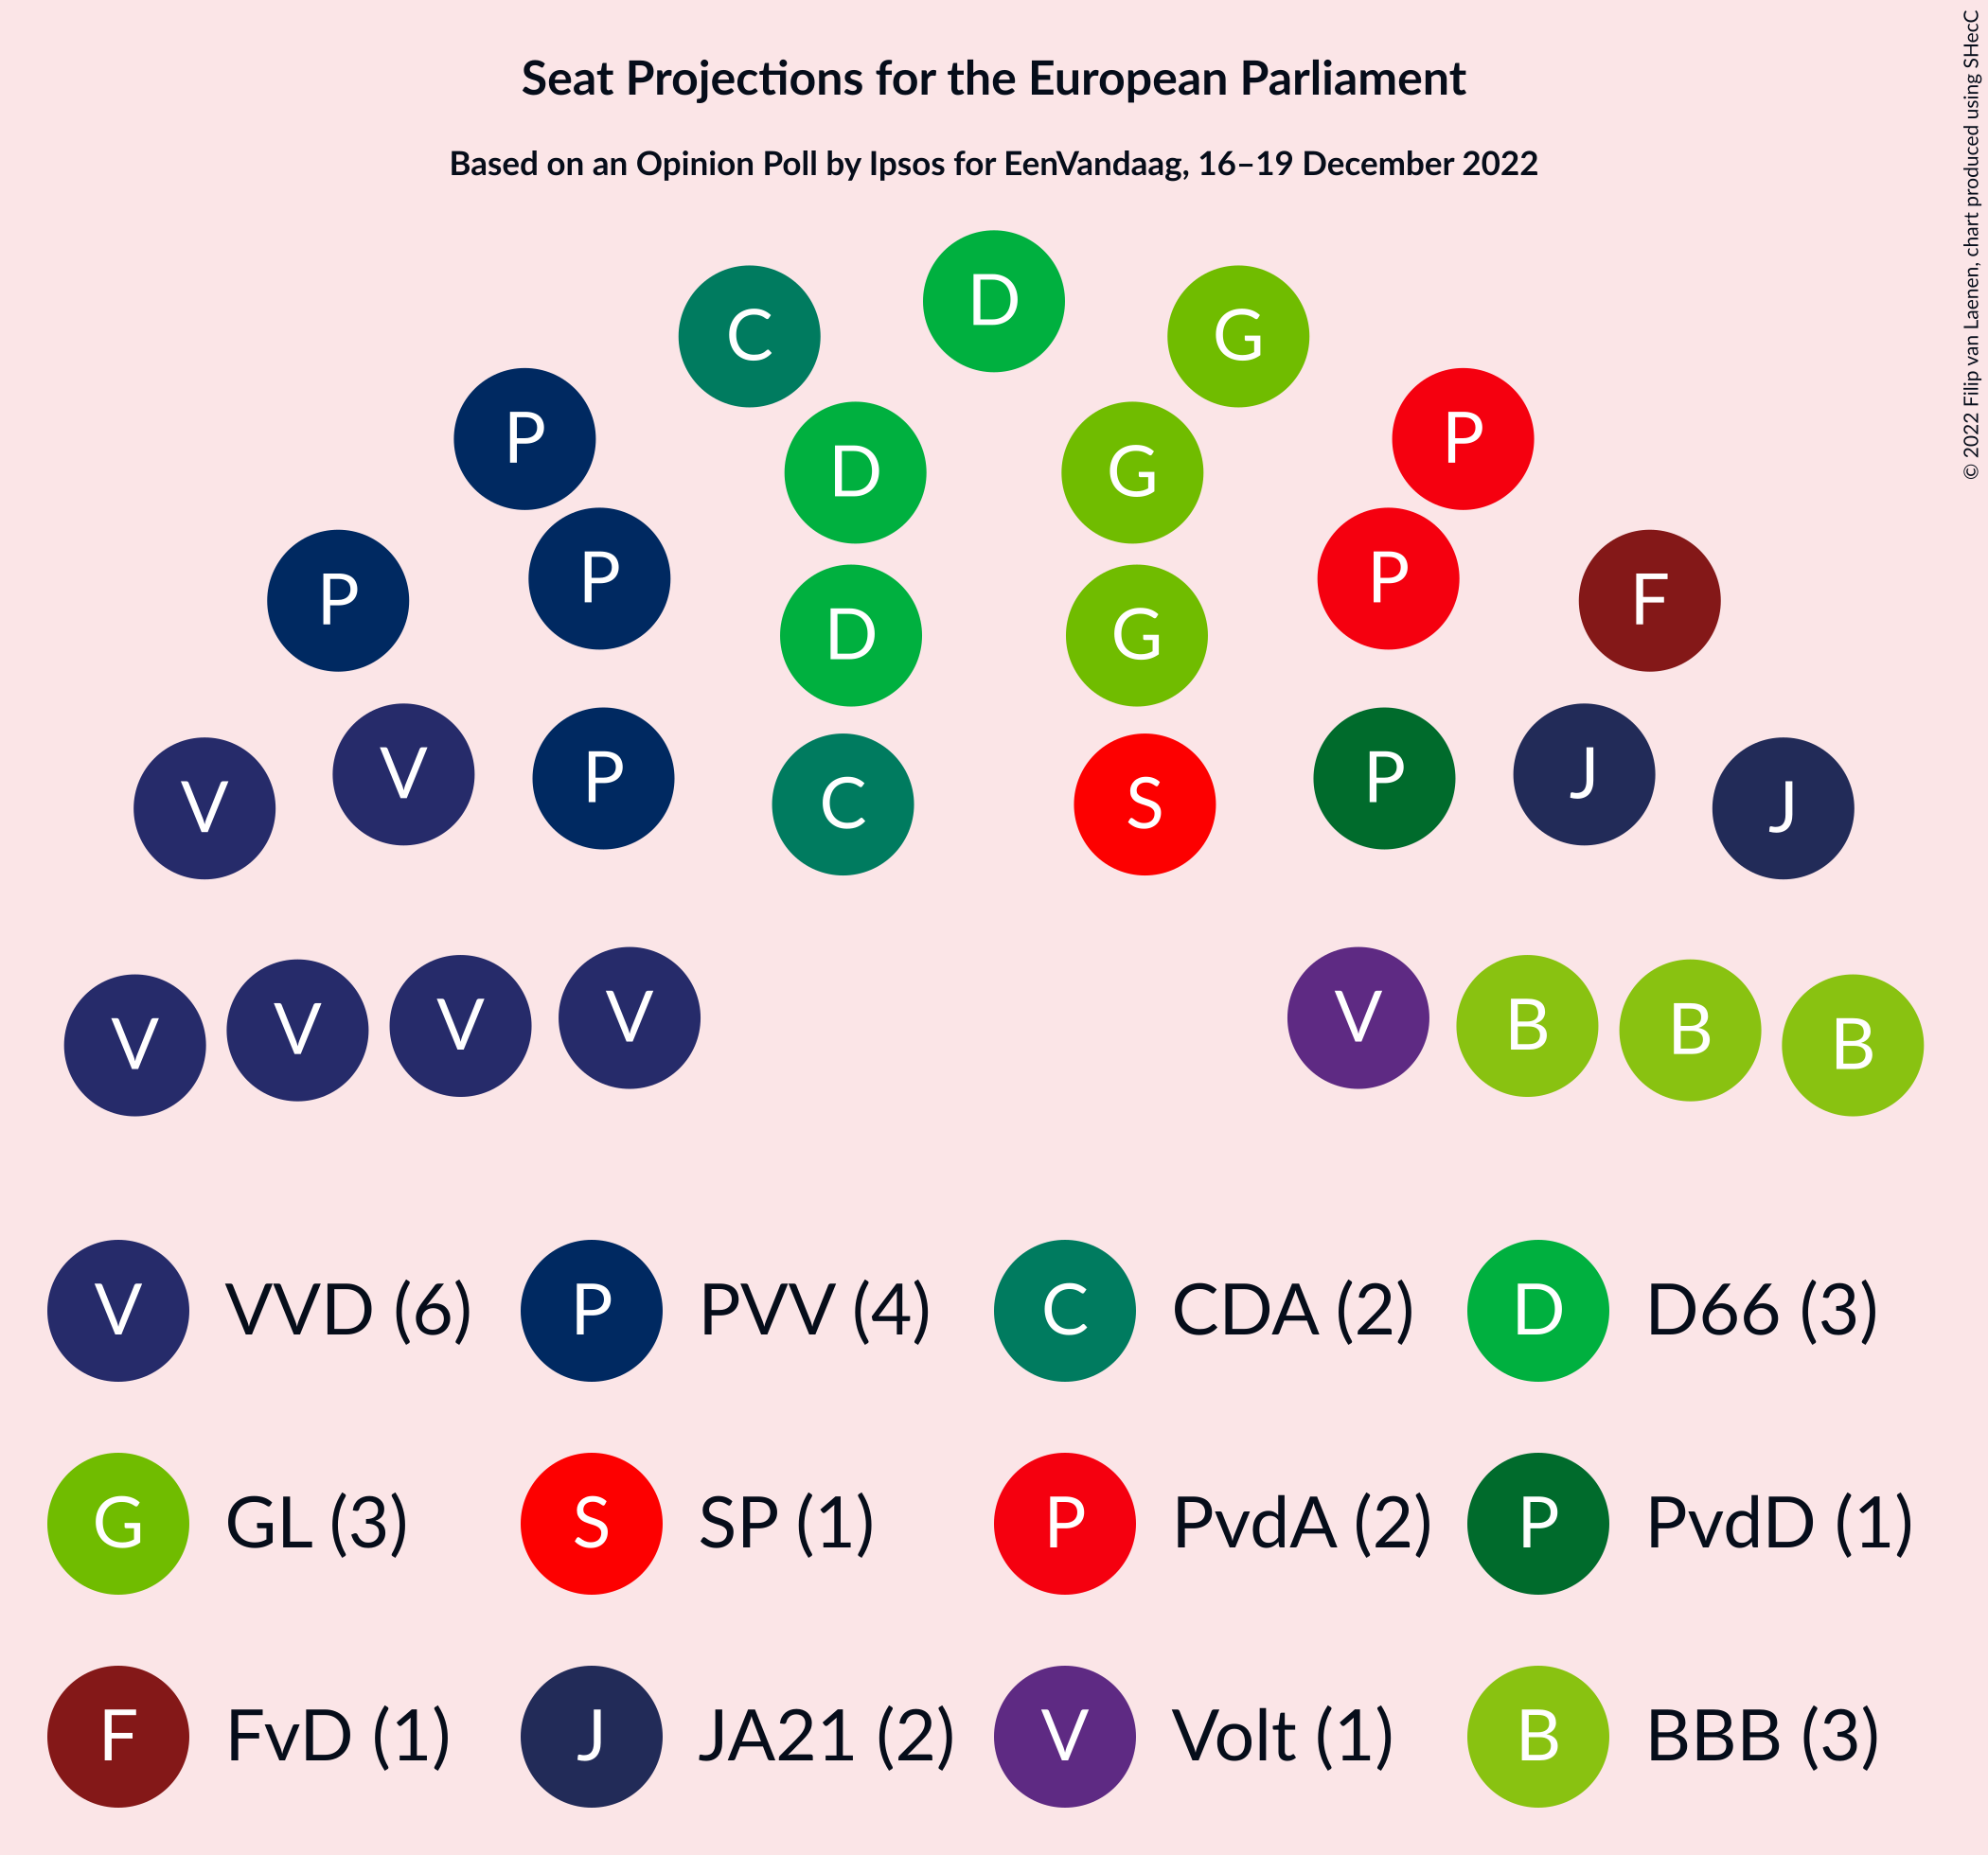 Seat Projections for the European Parliament
Based on an Opinion Poll by Ipsos for EenVandaag, 16–19 December 2022
© 2022 Filip van Laenen, chart produced using SHecC
D
C G
P P
D G
P P P F
D G
V V P C S P J J
V V V V V B B B
V VVD (6) P PVV (4) C CDA (2) D D66 (3)
G GL (3) S SP (1) P PvdA (2) P PvdD (1)
F FvD (1) J JA21 (2) V Volt (1) B BBB (3)